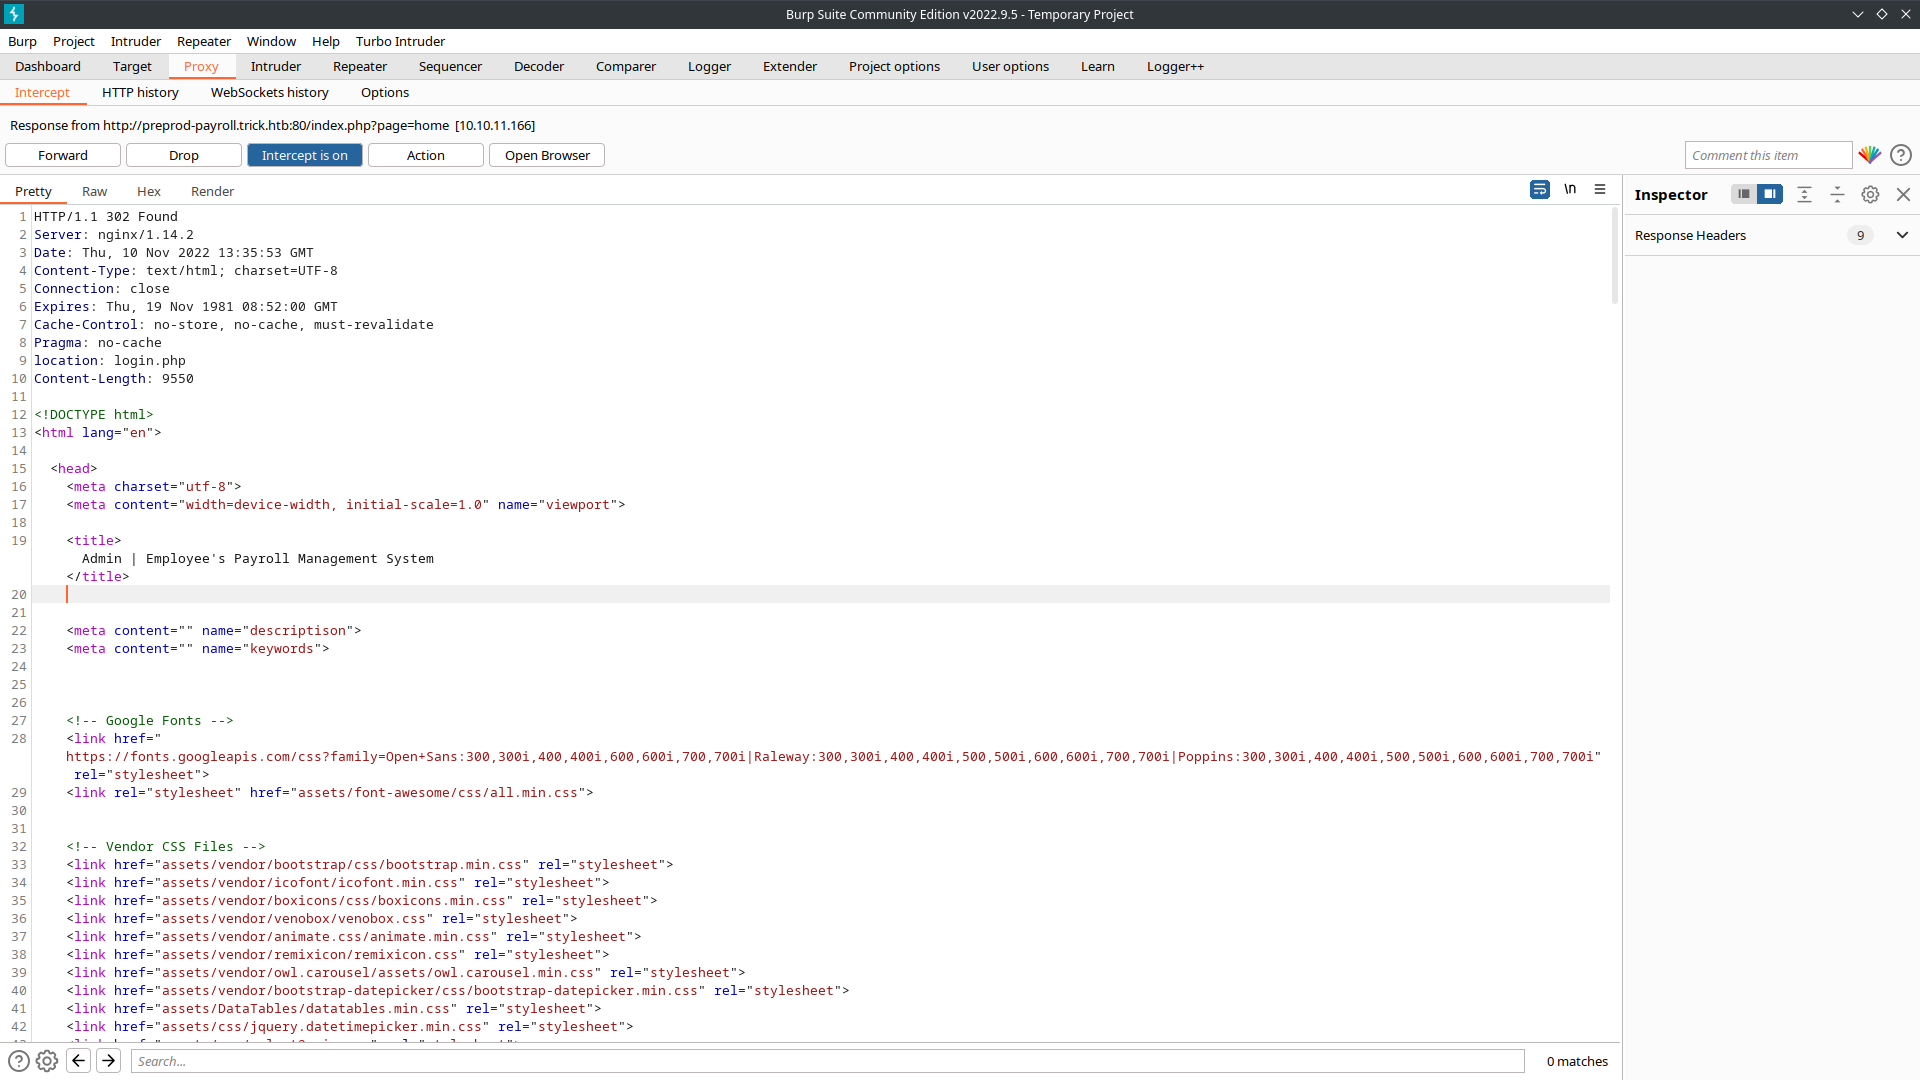 Burp Suite Community Edition v2022.9.5 - Temporary Project
Burp Project Intruder Repeater Window Help Turbo Intruder
Dashboard Target Proxy Intruder Repeater Sequencer Decoder Comparer Logger Extender Project options User options Learn Logger++
Intercept HTTP history WebSockets history Options
Response from http://preprod-payroll.trick.htb:80/index.php?page=home [10.10.11.166]
Forward Drop Intercept is on Action Open Browser Comment this item
Pretty Raw Hex Render \n
Inspector
Response Headers 9
1 HTTP/1.1 302 Found
2 Server: nginx/1.14.2
3 Date: Thu, 10 Nov 2022 13:35:53 GMT
4 Content-Type: text/html; charset=UTF-8
5 Connection: close
6 Expires: Thu, 19 Nov 1981 08:52:00 GMT
7 Cache-Control: no-store, no-cache, must-revalidate
8 Pragma: no-cache
9 location: login.php
10 Content-Length: 9550
11
12 <!DOCTYPE html>
13 <html lang="en">
14
15 <head>
16 <meta charset="utf-8">
17 <meta content="width=device-width, initial-scale=1.0" name="viewport">
18
19 <title>
Admin | Employee's Payroll Management System
</title>
20
21
22 <meta content="" name="descriptison">
23 <meta content="" name="keywords">
24
25
26
27 <!-- Google Fonts -->
28 <link href="
https://fonts.googleapis.com/css?family=Open+Sans:300,300i,400,400i,600,600i,700,700i|Raleway:300,300i,400,400i,500,500i,600,600i,700,700i|Poppins:300,300i,400,400i,500,500i,600,600i,700,700i"
rel="stylesheet">
29 <link rel="stylesheet" href="assets/font-awesome/css/all.min.css">
30
31
32 <!-- Vendor CSS Files -->
33 <link href="assets/vendor/bootstrap/css/bootstrap.min.css" rel="stylesheet">
34 <link href="assets/vendor/icofont/icofont.min.css" rel="stylesheet">
35 <link href="assets/vendor/boxicons/css/boxicons.min.css" rel="stylesheet">
36 <link href="assets/vendor/venobox/venobox.css" rel="stylesheet">
37 <link href="assets/vendor/animate.css/animate.min.css" rel="stylesheet">
38 <link href="assets/vendor/remixicon/remixicon.css" rel="stylesheet">
39 <link href="assets/vendor/owl.carousel/assets/owl.carousel.min.css" rel="stylesheet">
40 <link href="assets/vendor/bootstrap-datepicker/css/bootstrap-datepicker.min.css" rel="stylesheet">
41 <link href="assets/DataTables/datatables.min.css" rel="stylesheet">
42 <link href="assets/css/jquery.datetimepicker.min.css" rel="stylesheet">
Search... 0 matches